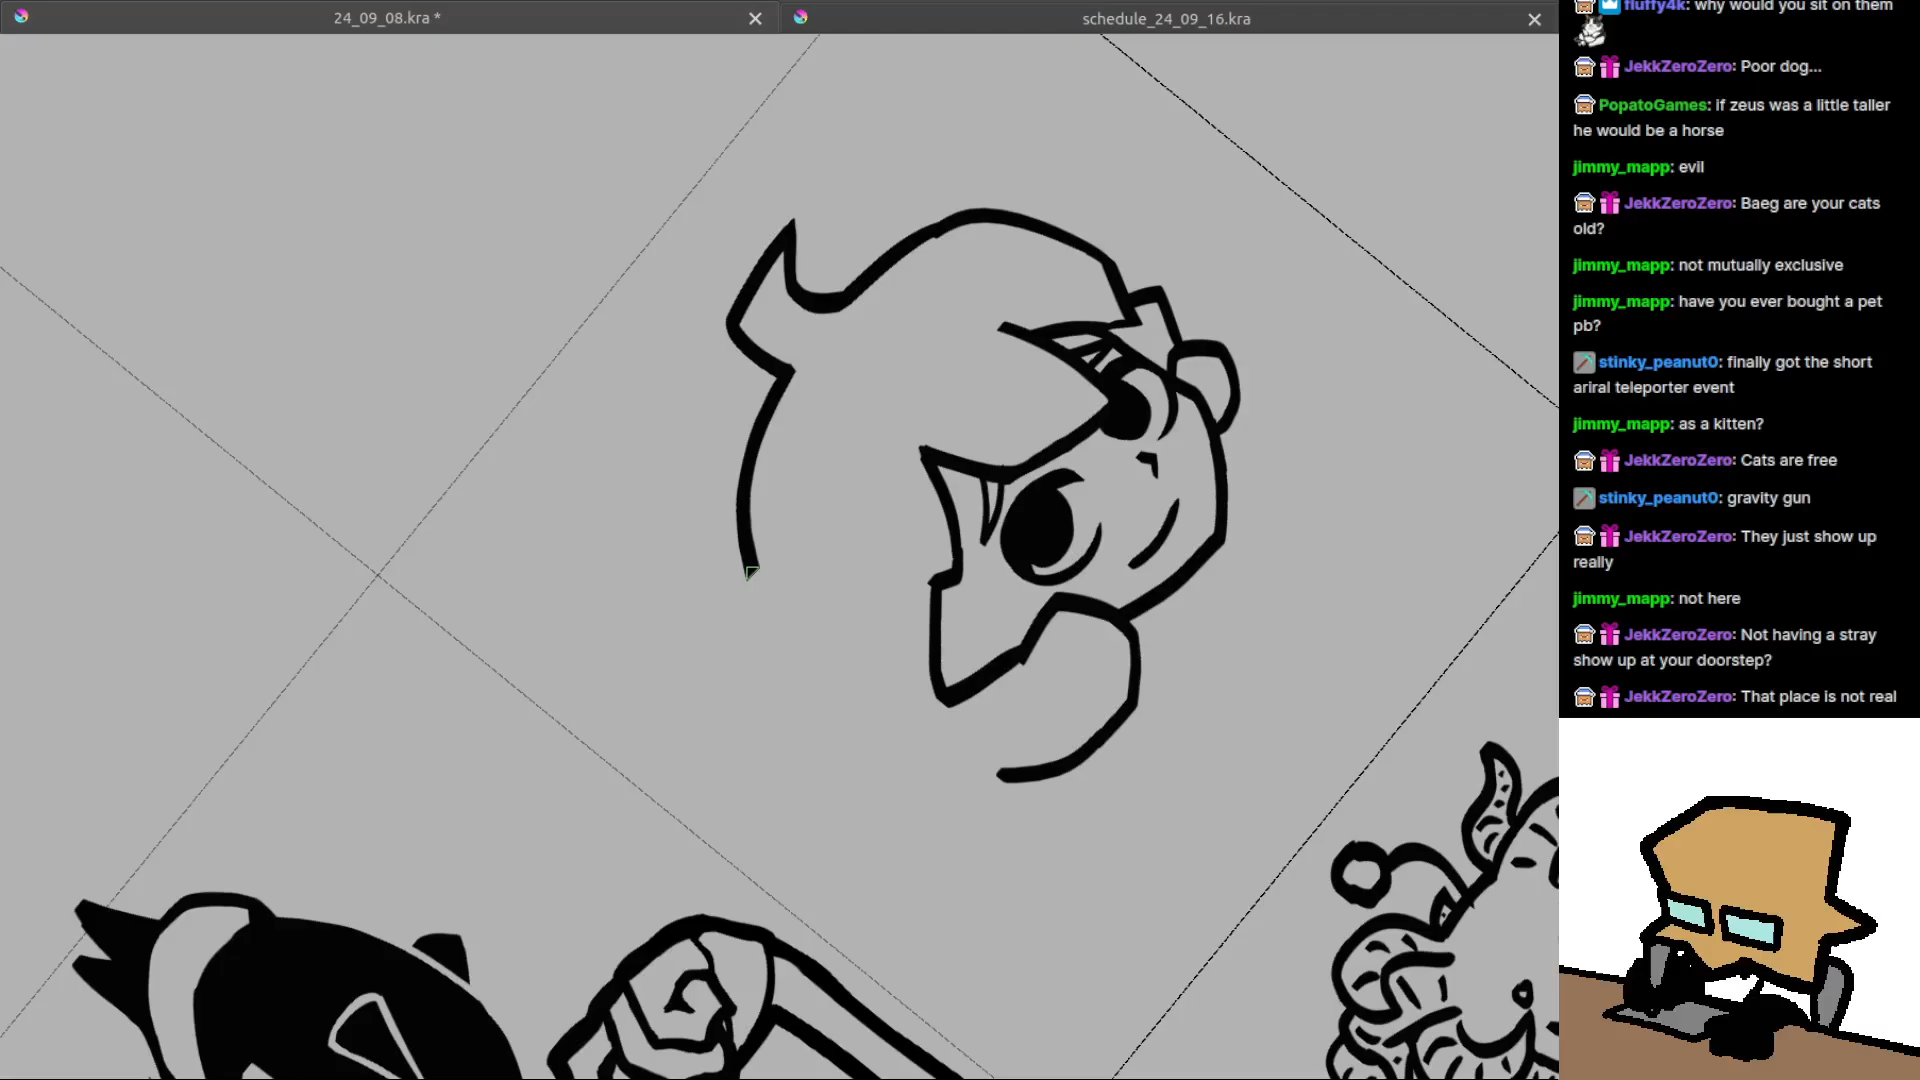 24_09_08.kra *
schedule_24_09_16.kra
fluffy4k: why would you sit on them
JekkZeroZero: Poor dog...
PopatoGames: if zeus was a little taller
he would be a horse
jimmy_mapp: evil
JekkZeroZero: Baeg are your cats
old?
jimmy_mapp: not mutually exclusive
jimmy_mapp: have you ever bought a pet
pb?
stinky_peanut0: finally got the short
ariral teleporter event
jimmy_mapp: as a kitten?
JekkZeroZero: Cats are free
stinky_peanut0: gravity gun
JekkZeroZero: They just show up
really
jimmy_mapp: not here
JekkZeroZero: Not having a stray
show up at your doorstep?
JekkZeroZero: That place is not real